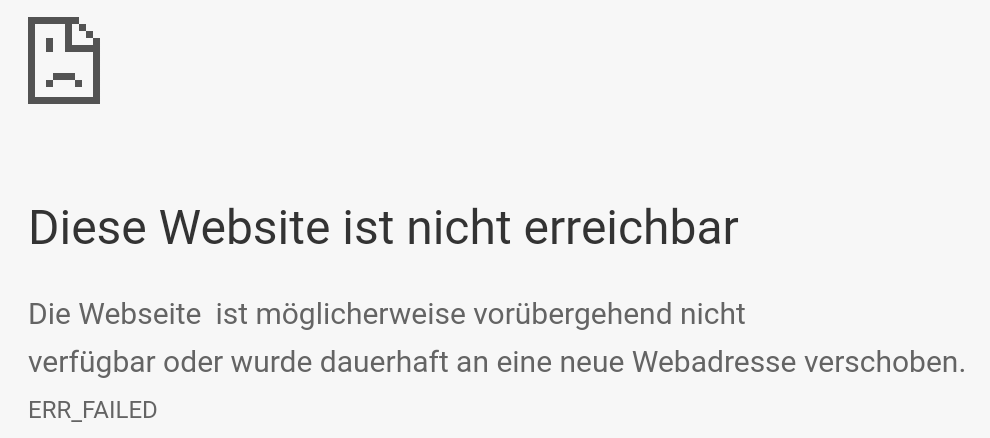 Diese Website ist nicht erreichbar
Die Webseite ist möglicherweise vorübergehend nicht
verfügbar oder wurde dauerhaft an eine neue Webadresse verschoben.
ERR_FAILED